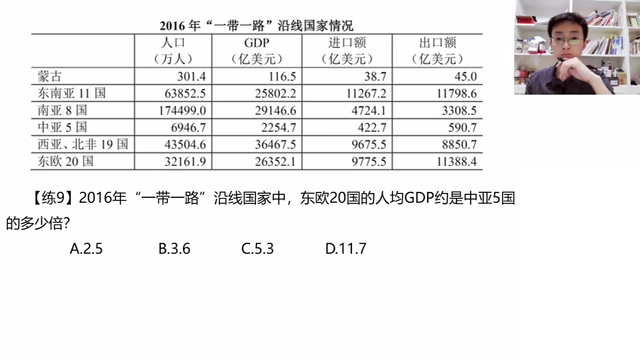 2016 年“一带一路”沿线国家情况
人口 GDP 进口额 出口额
（万人） （亿美元） （亿美元） （亿美元）
蒙古 301.4 116.5 38.7 45.0
东南亚 11 国 63852.5 25802.2 11267.2 11798.6
南亚 8 国 174499.0 29146.6 4724.1 3308.5
中亚 5 国 6946.7 2254.7 422.7 590.7
西亚、北非 19 国 43504.6 36467.5 9675.5 8850.7
东欧 20 国 32161.9 26352.1 9775.5 11388.4
【练9】2016年“一带一路”沿线国家中，东欧20国的人均GDP约是中亚5国
的多少倍？
A.2.5 B.3.6 C.5.3 D.11.7